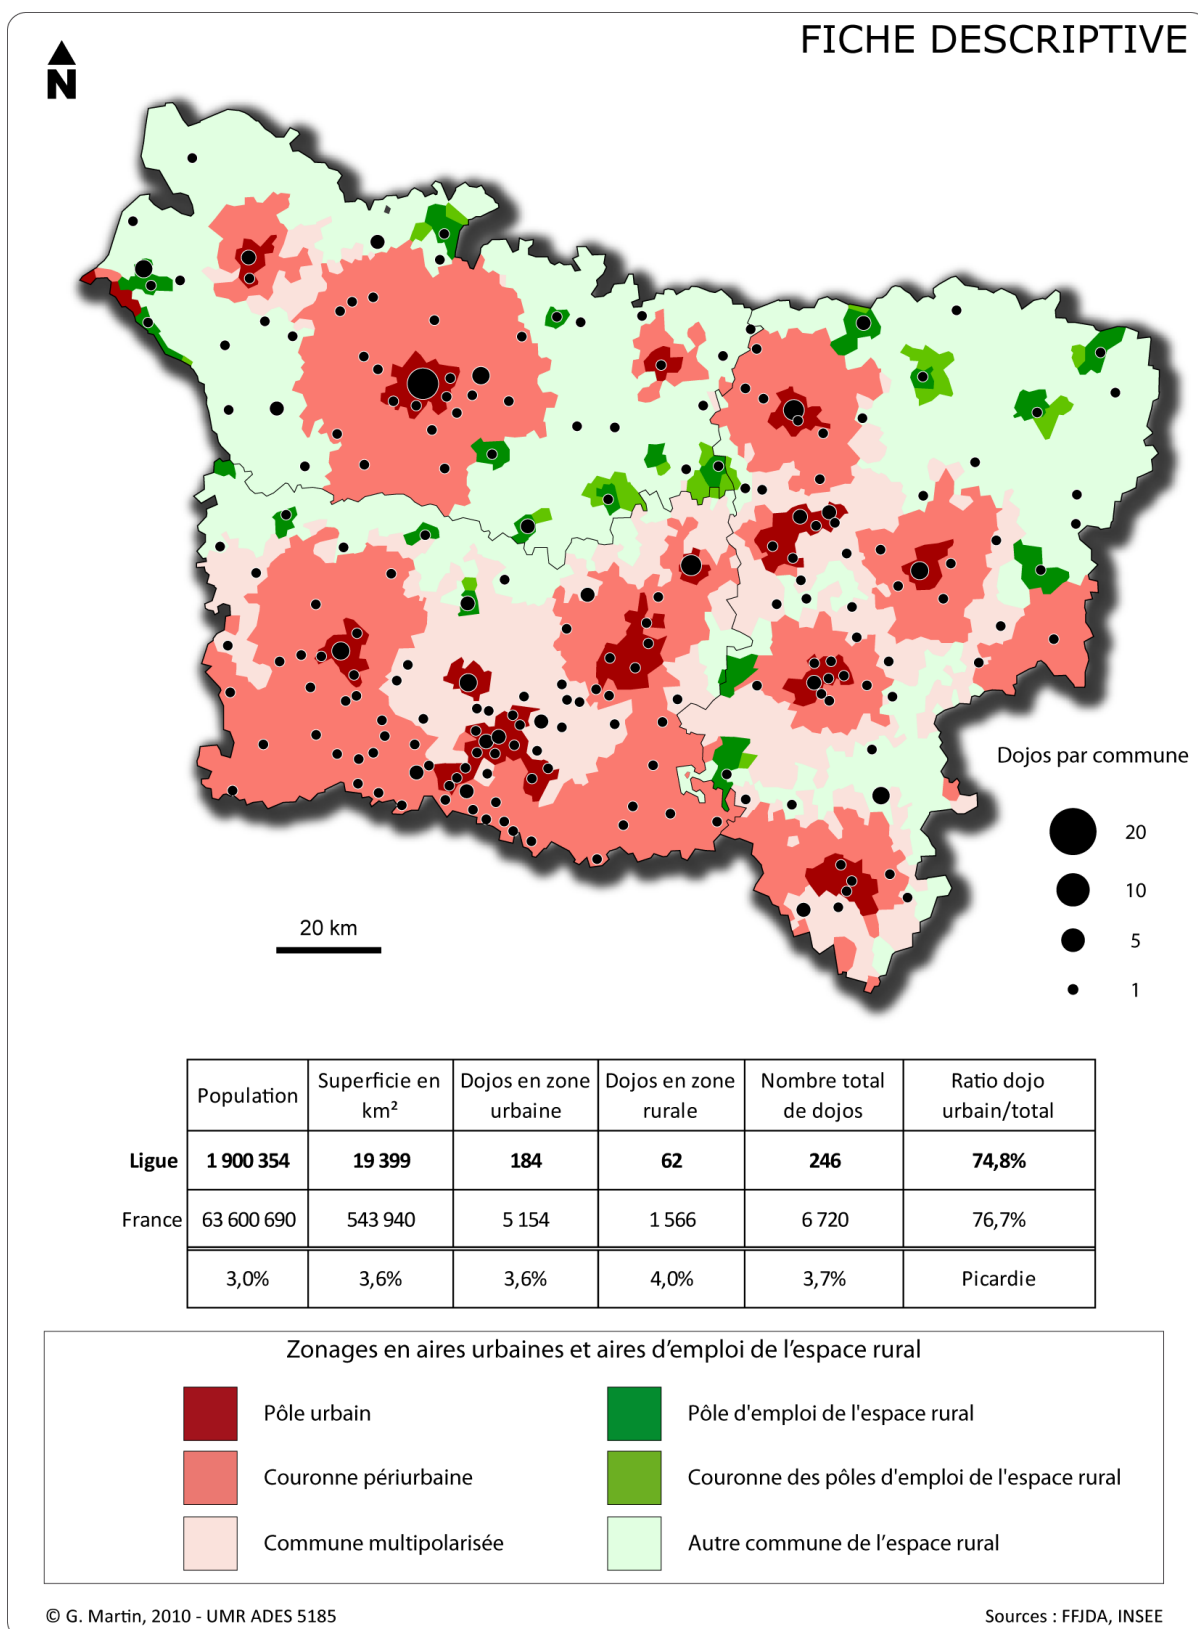 FICHE DESCRIPTIVE
N
Dojos par commune
20
10
5
1
20 km
Population
Superficie en
km²
Dojos en zone
urbaine
Dojos en zone
rurale
Nombre total
de dojos
Ratio dojo
urbain/total
Ligue 1 900 354 19 399 184 62 246 74,8%
France 63 600 690 543 940 5 154 1 566 6 720 76,7%
3,0% 3,6% 3,6% 4,0% 3,7% Picardie
Zonages en aires urbaines et aires d’emploi de l’espace rural
Pôle urbain
Couronne périurbaine
Commune multipolarisée
Pôle d'emploi de l'espace rural
Couronne des pôles d'emploi de l'espace rural
Autre commune de l’espace rural
© G. Martin, 2010 - UMR ADES 5185
Sources : FFJDA, INSEE